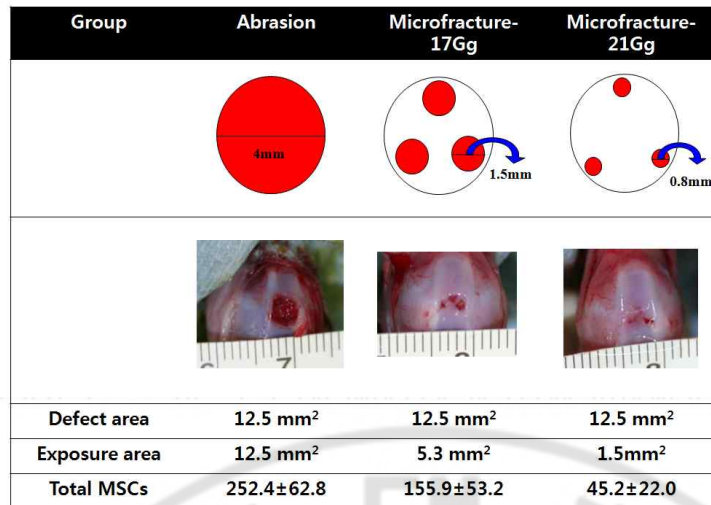 Group Abrasion Microfracture-17Gg Microfracture-21Gg
4mm
1.5mm
0.8mm
6 7
Defect area 12.5 mm² 12.5 mm² 12.5 mm²
Exposure area 12.5 mm² 5.3 mm² 1.5mm²
Total MSCs 252.4±62.8 155.9±53.2 45.2±22.0